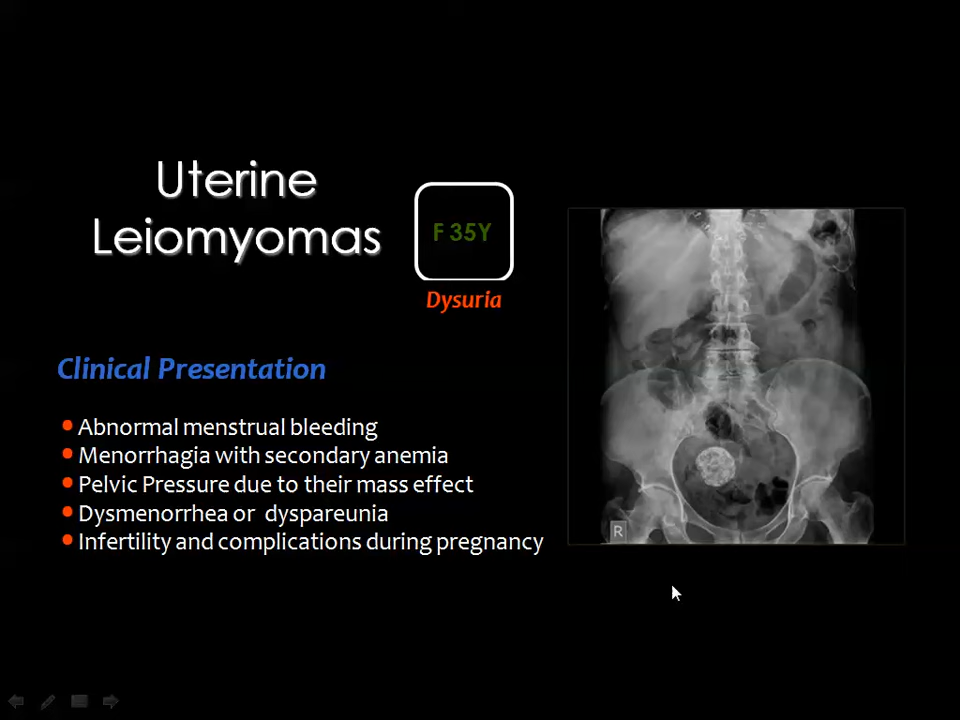 Uterine
Leiomyomas
F 35Y
Dysuria
Clinical Presentation
Abnormal menstrual bleeding
Menorrhagia with secondary anemia
Pelvic Pressure due to their mass effect
Dysmenorrhea or dyspareunia
Infertility and complications during pregnancy
R